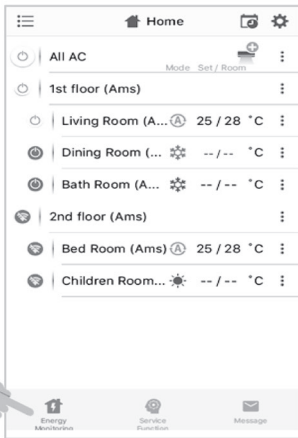 Home
All AC
Mode Set / Room
1st floor (Ams)
Living Room (A... A 25 / 28 °C
Dining Room (... -- / -- °C
Bath Room (A... -- / -- °C
2nd floor (Ams)
Bed Room (Ams) A 25 / 28 °C
Children Room... -- / -- °C
Energy Monitoring
Service Function
Message